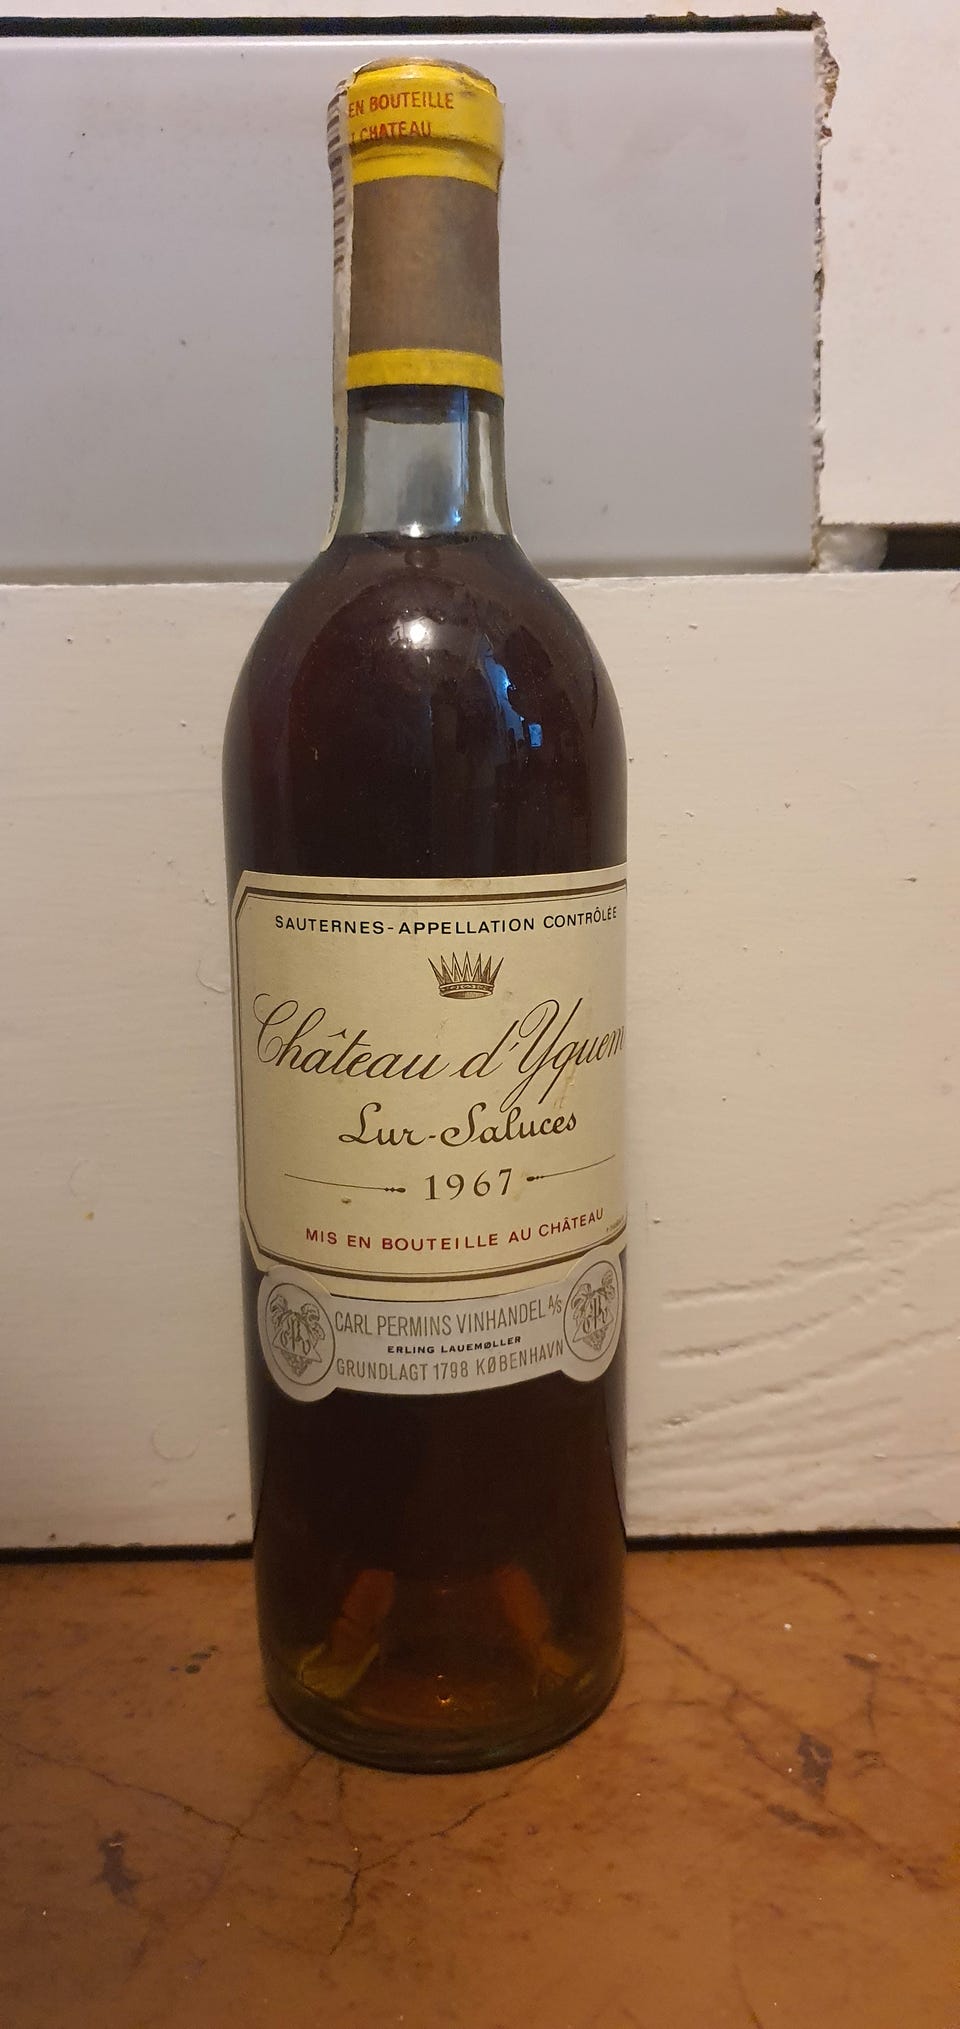 EN BOUTEILLE
CHATEAU
SAUTERNES-APPELLATION CONTRÔLÉE
Château d'Yquem
Lur-Saluces
1967
MIS EN BOUTEILLE AU CHÂTEAU
CARL PERMINS VINHANDEL A/S
ERLING LAUEMØLLER
GRUNDLAGT 1798 KØBENHAVN